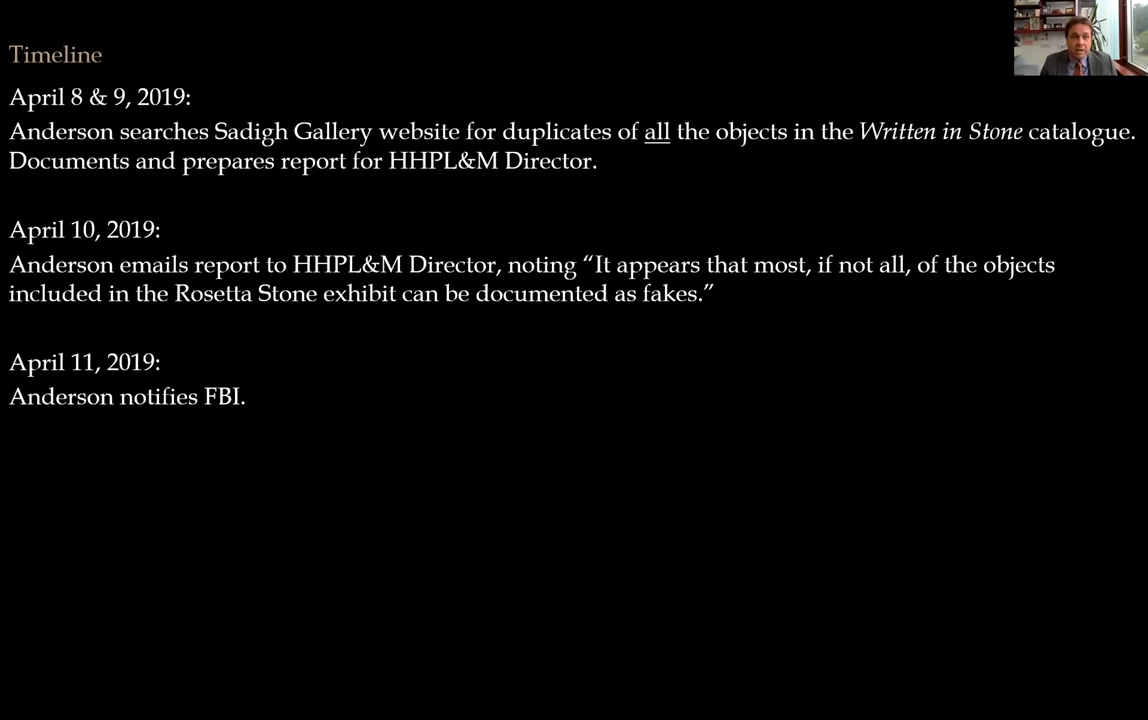 Timeline
April 8 & 9, 2019:
Anderson searches Sadigh Gallery website for duplicates of all the objects in the Written in Stone catalogue.
Documents and prepares report for HHPL&M Director.
April 10, 2019:
Anderson emails report to HHPL&M Director, noting “It appears that most, if not all, of the objects
included in the Rosetta Stone exhibit can be documented as fakes.”
April 11, 2019:
Anderson notifies FBI.